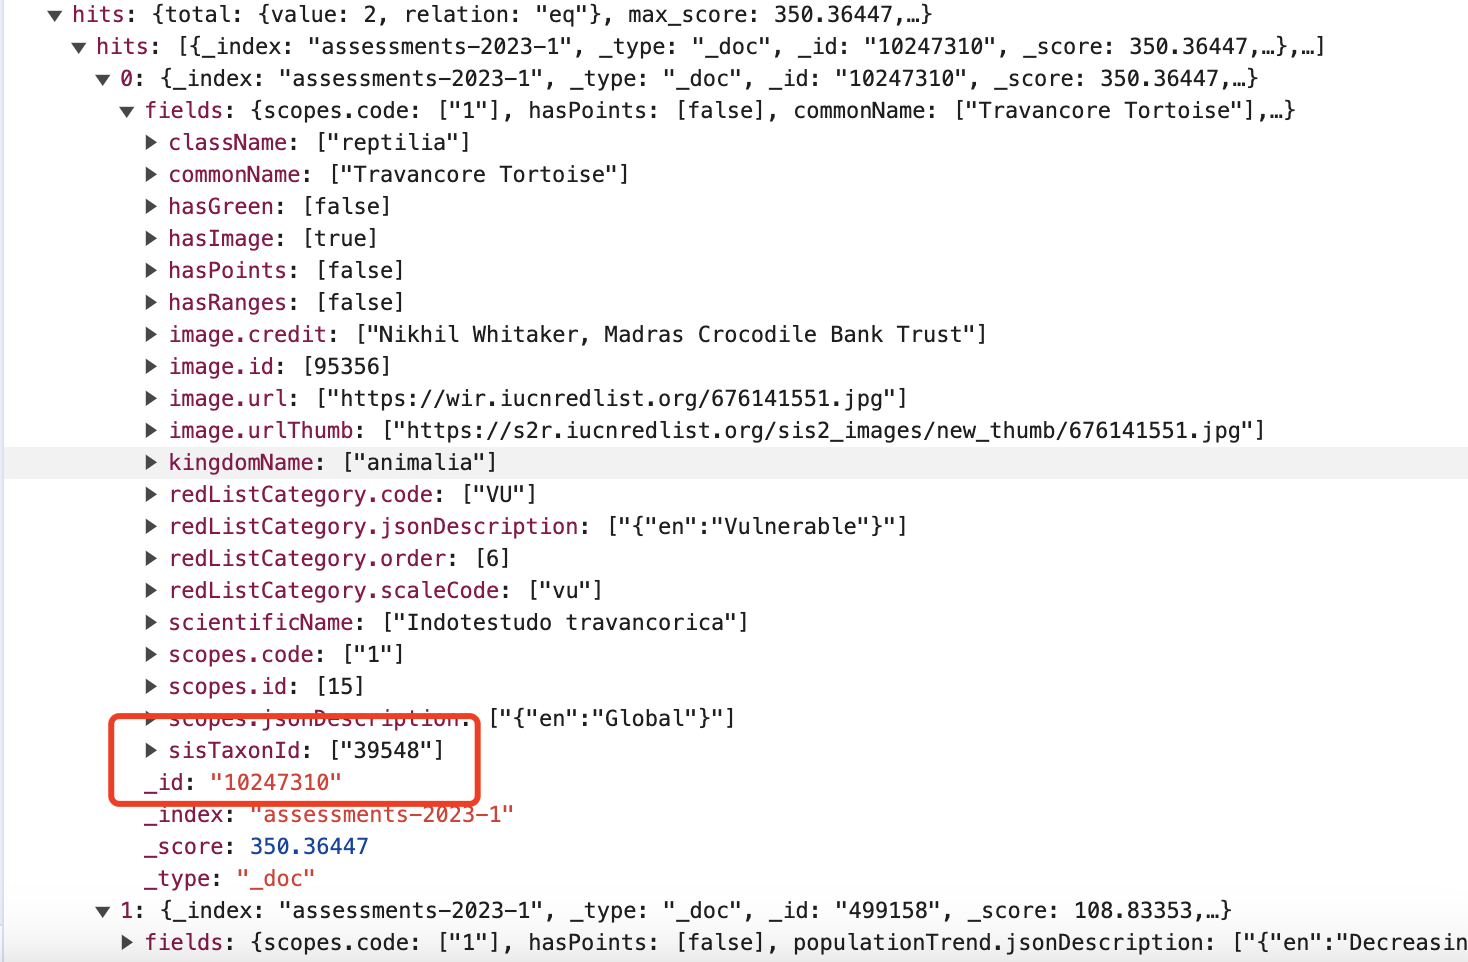 hits: {total: {value: 2, relation: "eq"}, max_score: 350.36447,…}
hits: [{_index: "assessments-2023-1", _type: "_doc", _id: "10247310", _score: 350.36447,…},…]
0: {_index: "assessments-2023-1", _type: "_doc", _id: "10247310", _score: 350.36447,…}
fields: {scopes.code: ["1"], hasPoints: [false], commonName: ["Travancore Tortoise"],…}
className: ["reptilia"]
commonName: ["Travancore Tortoise"]
hasGreen: [false]
hasImage: [true]
hasPoints: [false]
hasRanges: [false]
image.credit: ["Nikhil Whitaker, Madras Crocodile Bank Trust"]
image.id: [95356]
image.url: ["https://wir.iucnredlist.org/676141551.jpg"]
image.urlThumb: ["https://s2r.iucnredlist.org/sis2_images/new_thumb/676141551.jpg"]
kingdomName: ["animalia"]
redListCategory.code: ["VU"]
redListCategory.jsonDescription: ["{"en":"Vulnerable"}"]
redListCategory.order: [6]
redListCategory.scaleCode: ["vu"]
scientificName: ["Indotestudo travancorica"]
scopes.code: ["1"]
scopes.id: [15]
scopes.jsonDescription: ["{"en":"Global"}"]
sisTaxonId: ["39548"]
_id: "10247310"
_index: "assessments-2023-1"
_score: 350.36447
_type: "_doc"
1: {_index: "assessments-2023-1", _type: "_doc", _id: "499158", _score: 108.83353,…}
fields: {scopes.code: ["1"], hasPoints: [false], populationTrend.jsonDescription: ["{"en":"Decreasin